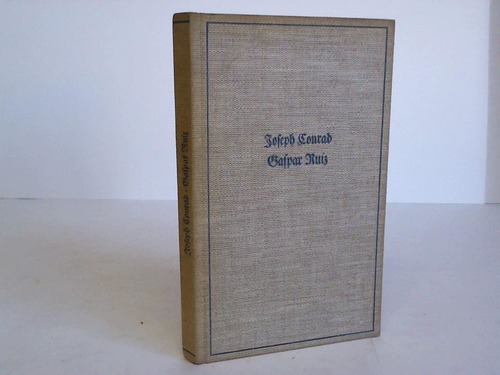 Joseph Conrad
Gaspar Ruiz
Joseph Conrad - Gaspar Ruiz